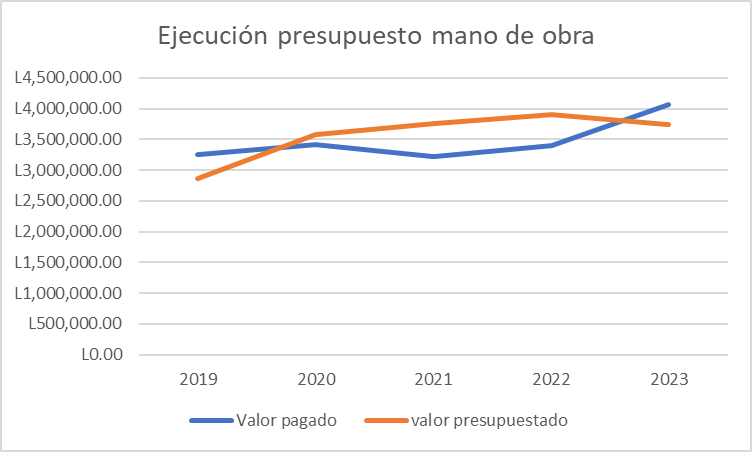 Ejecución presupuesto mano de obra
L4,500,000.00
L4,000,000.00
L3,500,000.00
L3,000,000.00
L2,500,000.00
L2,000,000.00
L1,500,000.00
L1,000,000.00
L500,000.00
L0.00
2019 2020 2021 2022 2023
Valor pagado valor presupuestado